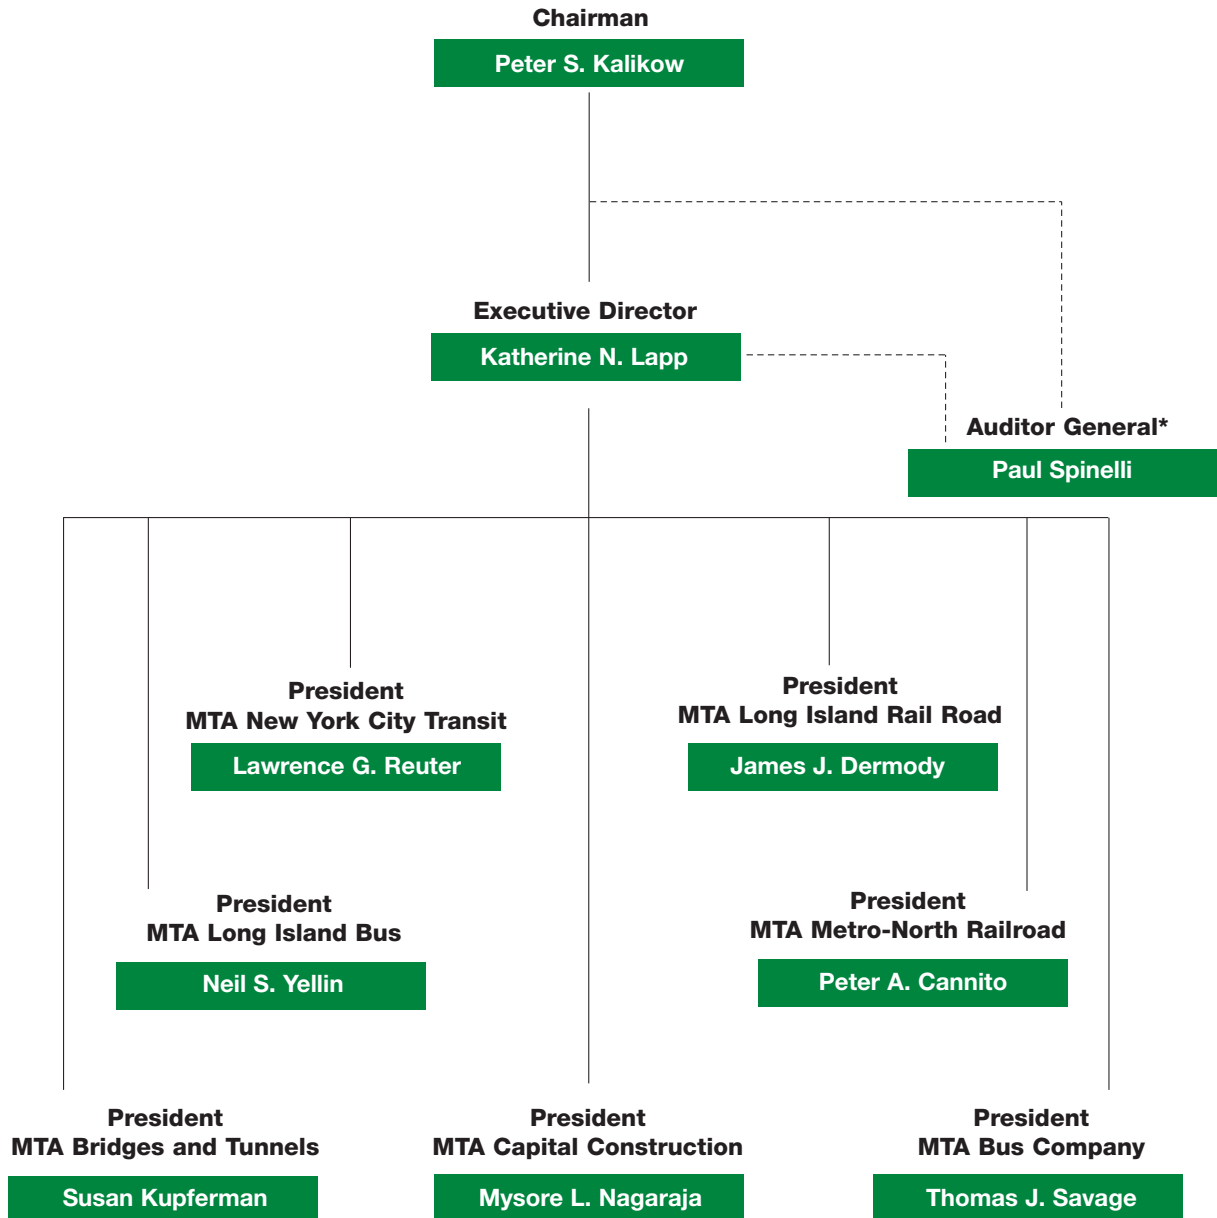 Chairman
Peter S. Kalikow
Executive Director
Katherine N. Lapp
Auditor General*
Paul Spinelli
President
MTA New York City Transit
Lawrence G. Reuter
President
MTA Long Island Rail Road
James J. Dermody
President
MTA Long Island Bus
Neil S. Yellin
President
MTA Metro-North Railroad
Peter A. Cannito
President
MTA Bridges and Tunnels
Susan Kupferman
President
MTA Capital Construction
Mysore L. Nagaraja
President
MTA Bus Company
Thomas J. Savage